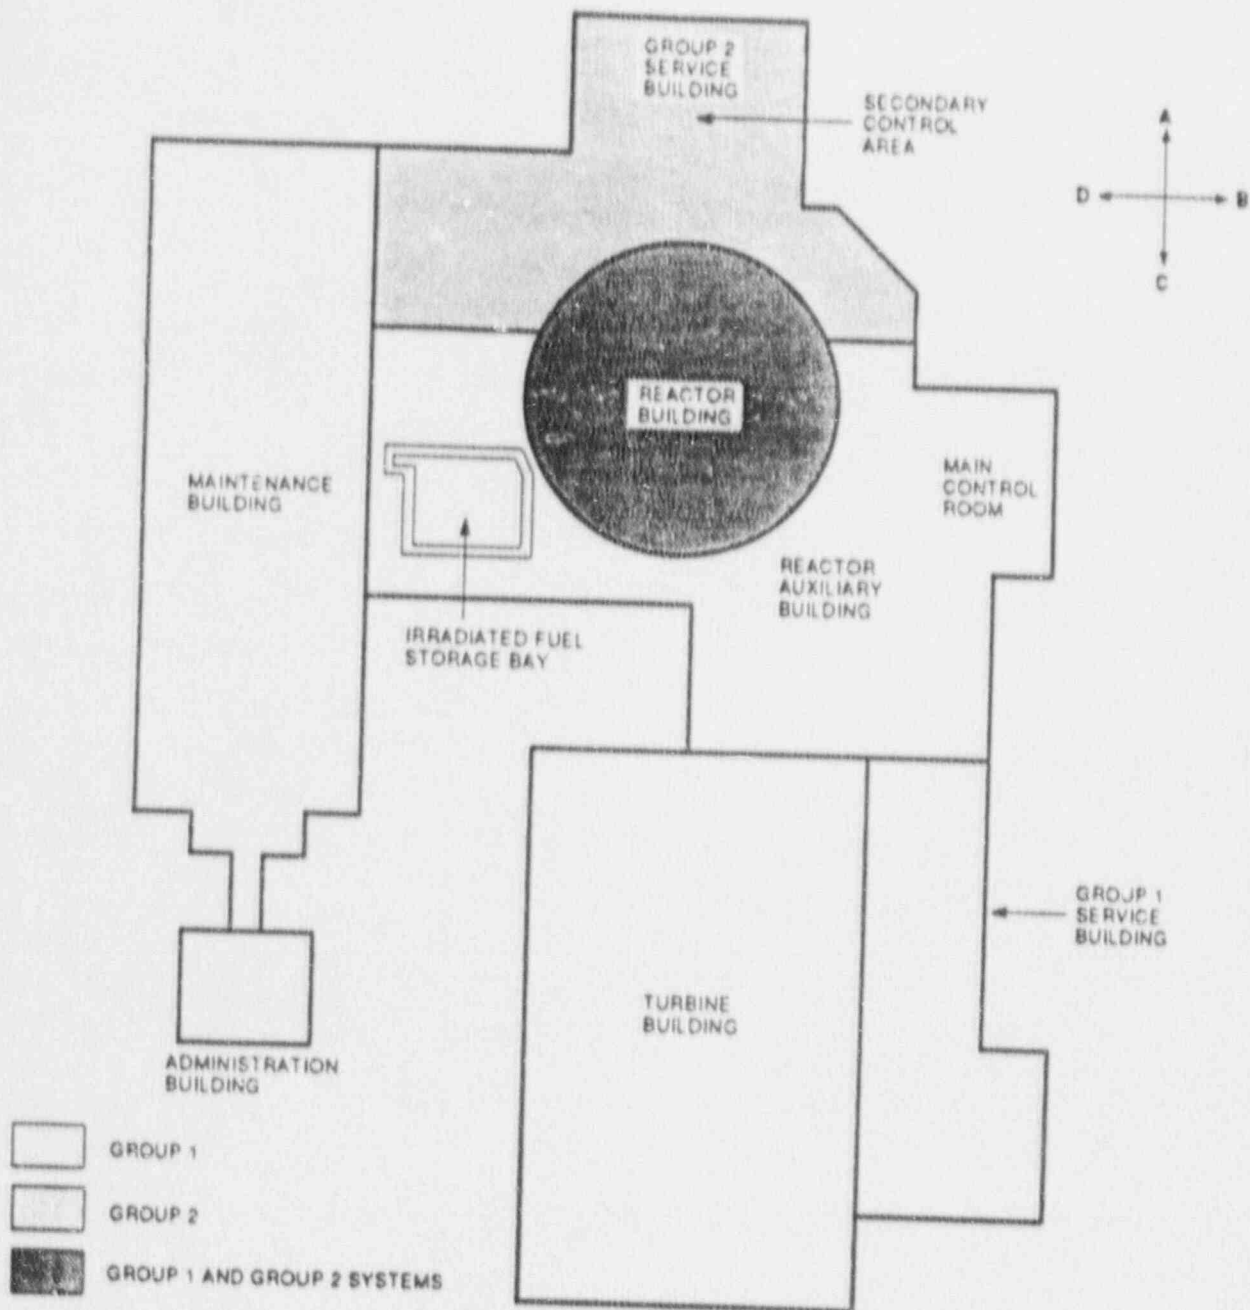 GROUP 2
SERVICE
BUILDING
SECONDARY
CONTROL
AREA
A
D
B
C
REACTOR
BUILDING
MAINTENANCE
BUILDING
MAIN
CONTROL
ROOM
REACTOR
AUXILIARY
BUILDING
IRRADIATED FUEL
STORAGE BAY
GROUP 1
SERVICE
BUILDING
TURBINE
BUILDING
ADMINISTRATION
BUILDING
GROUP 1
GROUP 2
GROUP 1 AND GROUP 2 SYSTEMS